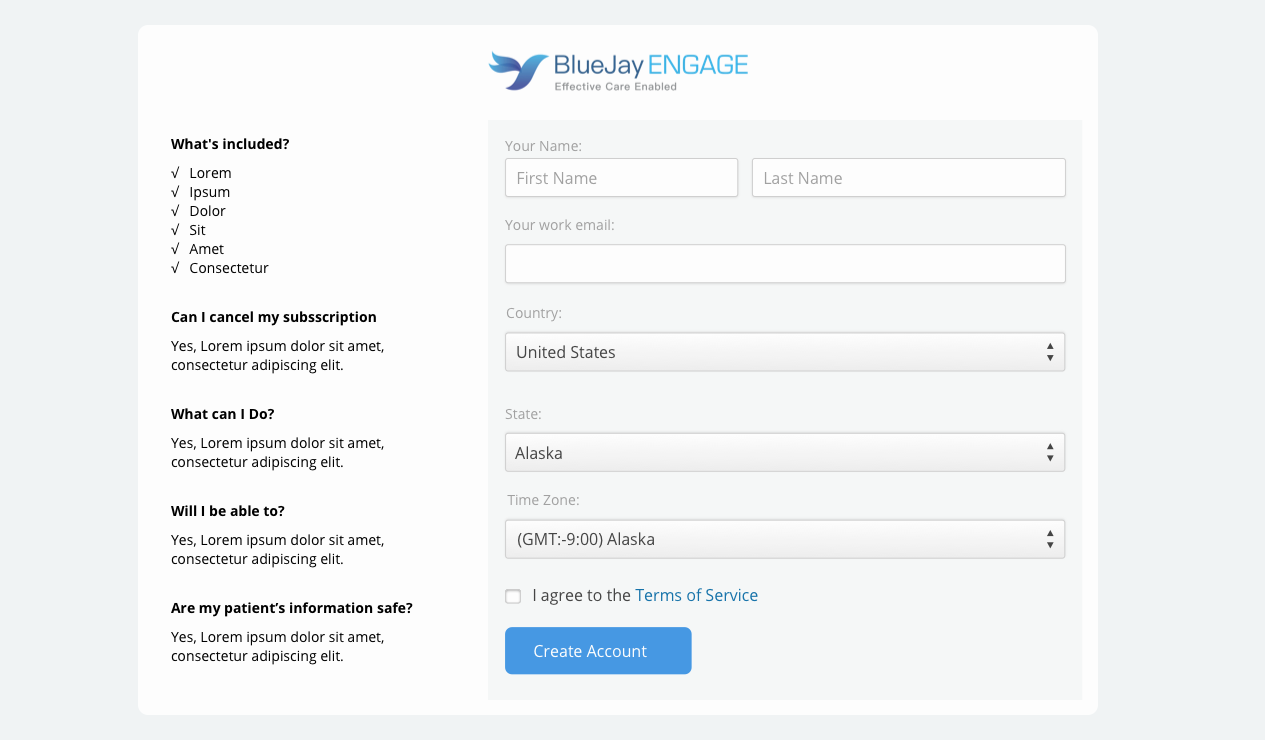 BlueJay ENGAGE
Effective Care Enabled
What's included?
√ Lorem
√ Ipsum
√ Dolor
√ Sit
√ Amet
√ Consectetur
Can I cancel my subsscription
Yes, Lorem ipsum dolor sit amet,
consectetur adipiscing elit.
What can I Do?
Yes, Lorem ipsum dolor sit amet,
consectetur adipiscing elit.
Will I be able to?
Yes, Lorem ipsum dolor sit amet,
consectetur adipiscing elit.
Are my patient’s information safe?
Yes, Lorem ipsum dolor sit amet,
consectetur adipiscing elit.
Your Name:
First Name Last Name
Your work email:
Country:
United States
State:
Alaska
Time Zone:
(GMT:-9:00) Alaska
I agree to the Terms of Service
Create Account